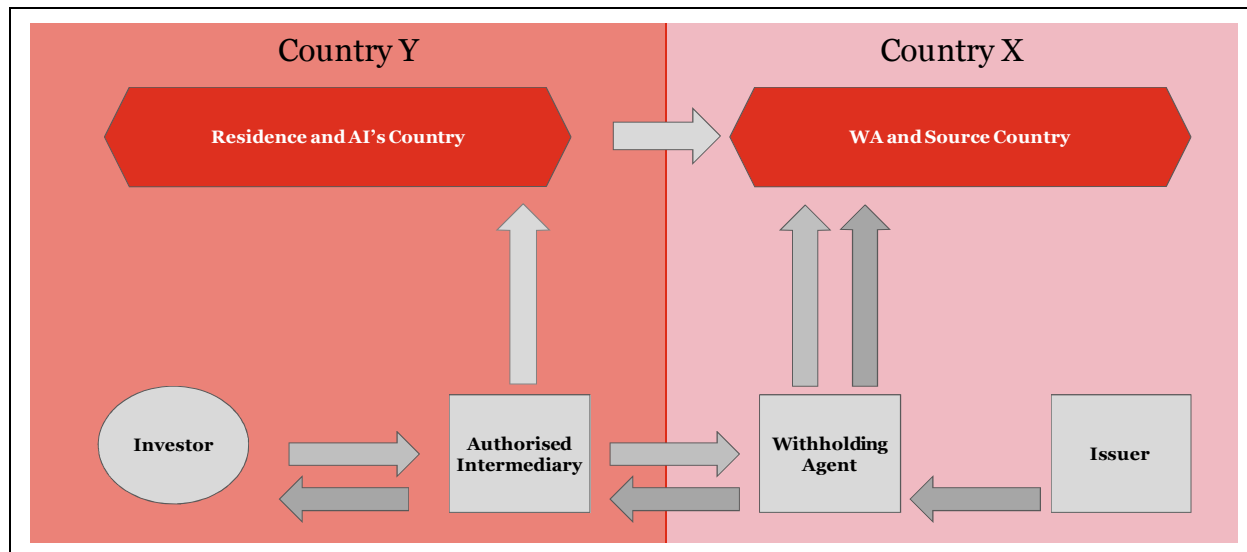 Country Y
Country X
Residence and AI's Country
WA and Source Country
Investor
Authorised
Intermediary
Withholding
Agent
Issuer